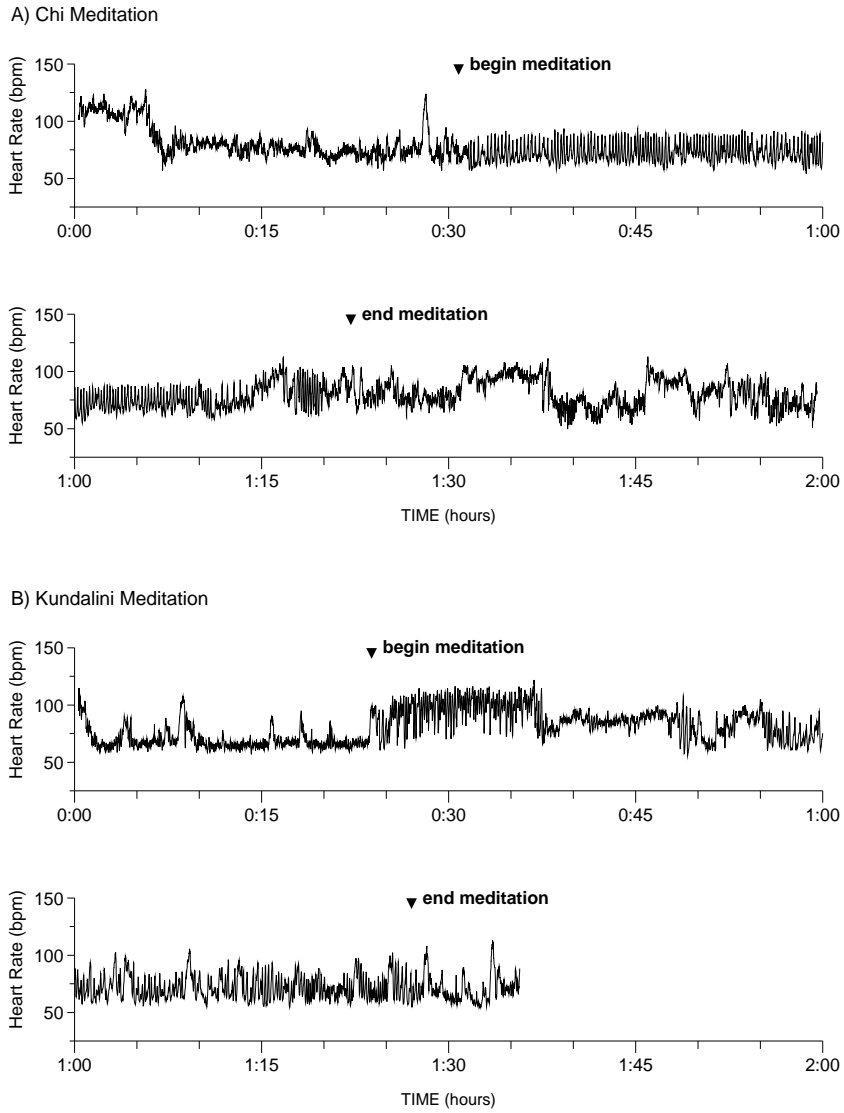 A) Chi Meditation
begin meditation
Heart Rate (bpm)
150
100
50
0:00 0:15 0:30 0:45 1:00
end meditation
Heart Rate (bpm)
150
100
50
1:00 1:15 1:30 1:45 2:00
TIME (hours)
B) Kundalini Meditation
begin meditation
Heart Rate (bpm)
150
100
50
0:00 0:15 0:30 0:45 1:00
end meditation
Heart Rate (bpm)
150
100
50
1:00 1:15 1:30 1:45 2:00
TIME (hours)